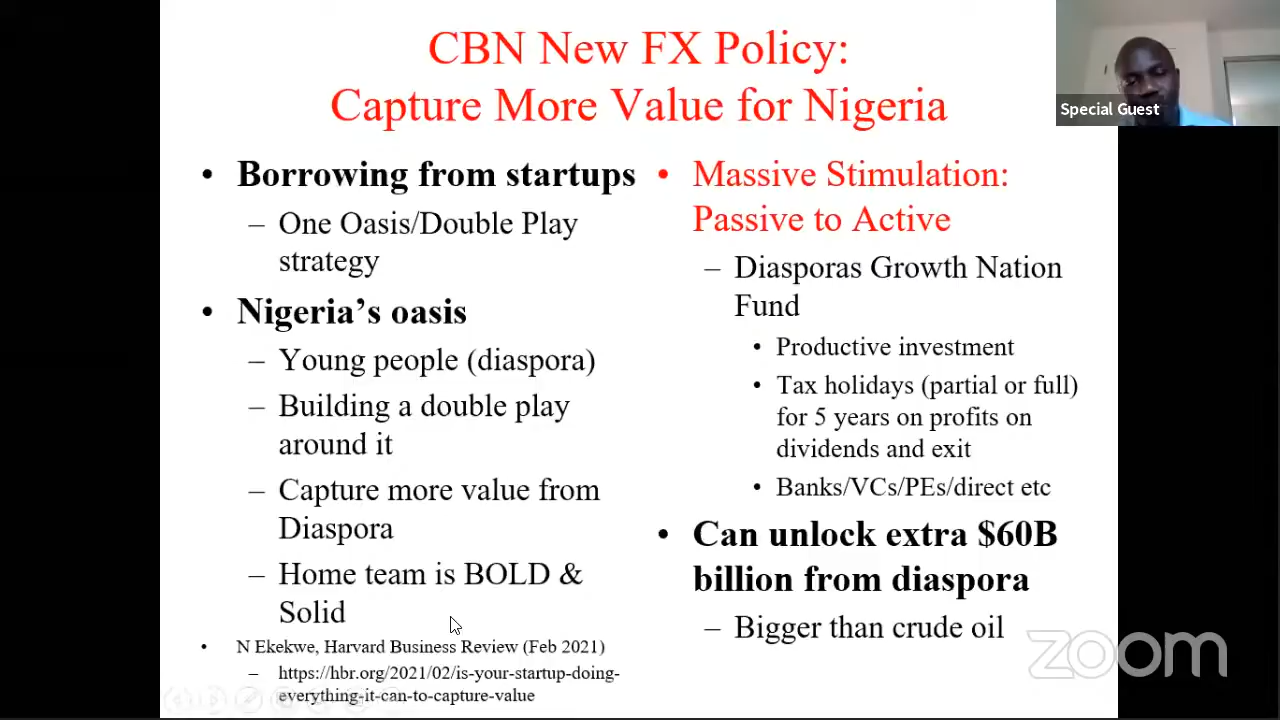 CBN New FX Policy:
Capture More Value for Nigeria
• Borrowing from startups
– One Oasis/Double Play
strategy
• Nigeria’s oasis
– Young people (diaspora)
– Building a double play
around it
– Capture more value from
Diaspora
– Home team is BOLD &
Solid
• N Ekekwe, Harvard Business Review (Feb 2021)
– https://hbr.org/2021/02/is-your-startup-doing-
everything-it-can-to-capture-value
• Massive Stimulation:
Passive to Active
– Diasporas Growth Nation
Fund
• Productive investment
• Tax holidays (partial or full)
for 5 years on profits on
dividends and exit
• Banks/VCs/PEs/direct etc
• Can unlock extra $60B
billion from diaspora
– Bigger than crude oil
Special Guest
zoom